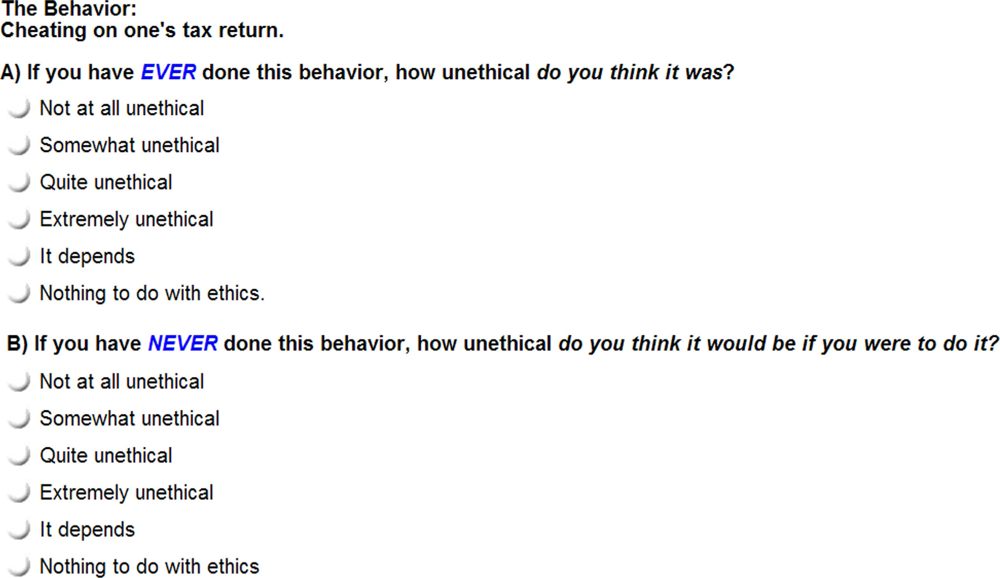 The Behavior:
Cheating on one's tax return.
A) If you have EVER done this behavior, how unethical do you think it was?
Not at all unethical
Somewhat unethical
Quite unethical
Extremely unethical
It depends
Nothing to do with ethics.
B) If you have NEVER done this behavior, how unethical do you think it would be if you were to do it?
Not at all unethical
Somewhat unethical
Quite unethical
Extremely unethical
It depends
Nothing to do with ethics